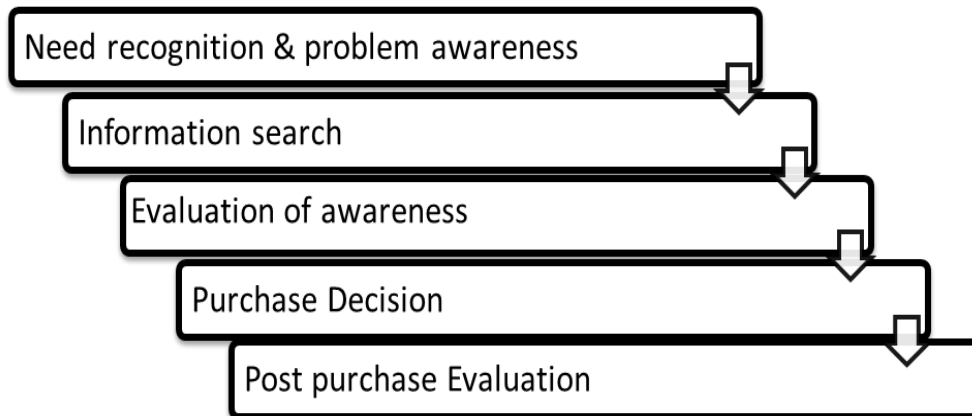 Need recognition & problem awareness
Information search
Evaluation of awareness
Purchase Decision
Post purchase Evaluation